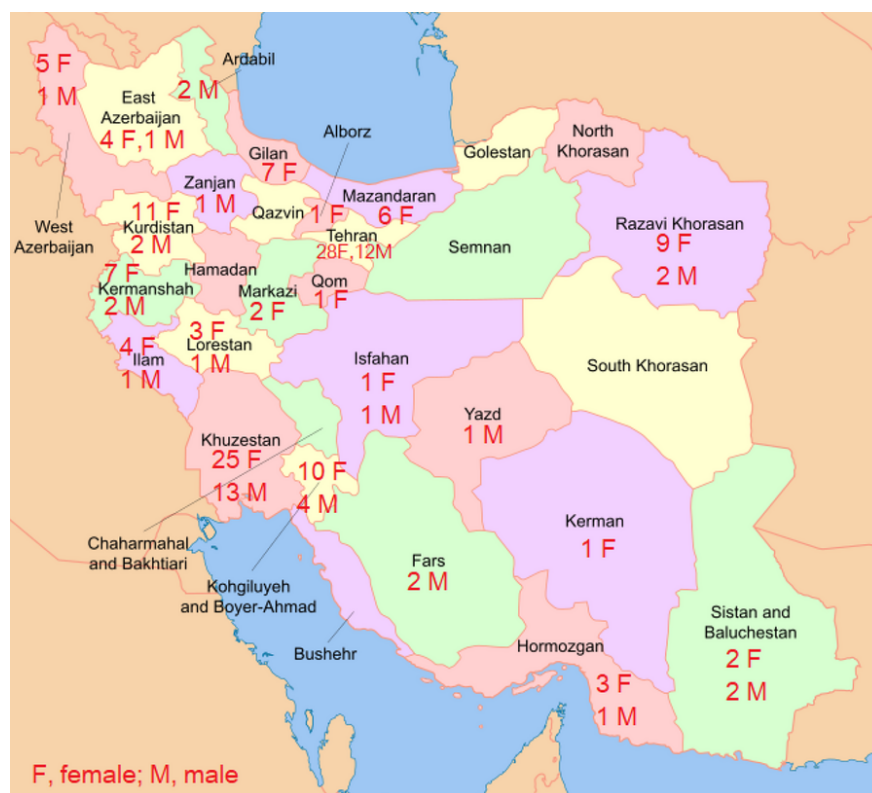 5 F
1 M
Ardabil
2 M
East
Azerbaijan
4 F,1 M
Gilan
7 F
Alborz
Golestan
North
Khorasan
West
Azerbaijan
Zanjan
1 M
Qazvin
1 F
Mazandaran
6 F
11 F
Kurdistan
2 M
Tehran
28F,12M
Semnan
Razavi Khorasan
9 F
2 M
7 F
Kermanshah
2 M
Hamadan
Markazi
2 F
Qom
1 F
4 F
Ilam
1 M
3 F
Lorestan
1 M
Isfahan
1 F
1 M
South Khorasan
Yazd
1 M
Khuzestan
25 F
13 M
10 F
4 M
Chaharmahal
and Bakhtiari
Kohgiluyeh
and Boyer-Ahmad
Bushehr
Fars
2 M
Kerman
1 F
Hormozgan
3 F
1 M
Sistan and
Baluchestan
2 F
2 M
F, female; M, male